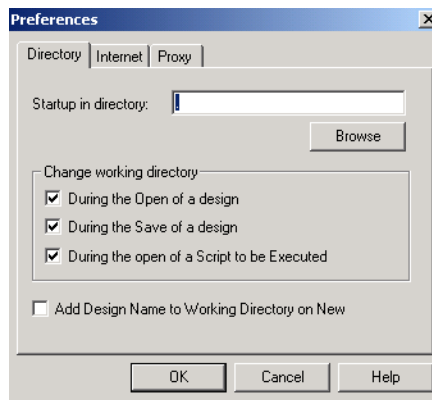 Preferences
Directory Internet Proxy
Startup in directory: .
Browse
Change working directory
During the Open of a design
During the Save of a design
During the open of a Script to be Executed
Add Design Name to Working Directory on New
OK Cancel Help